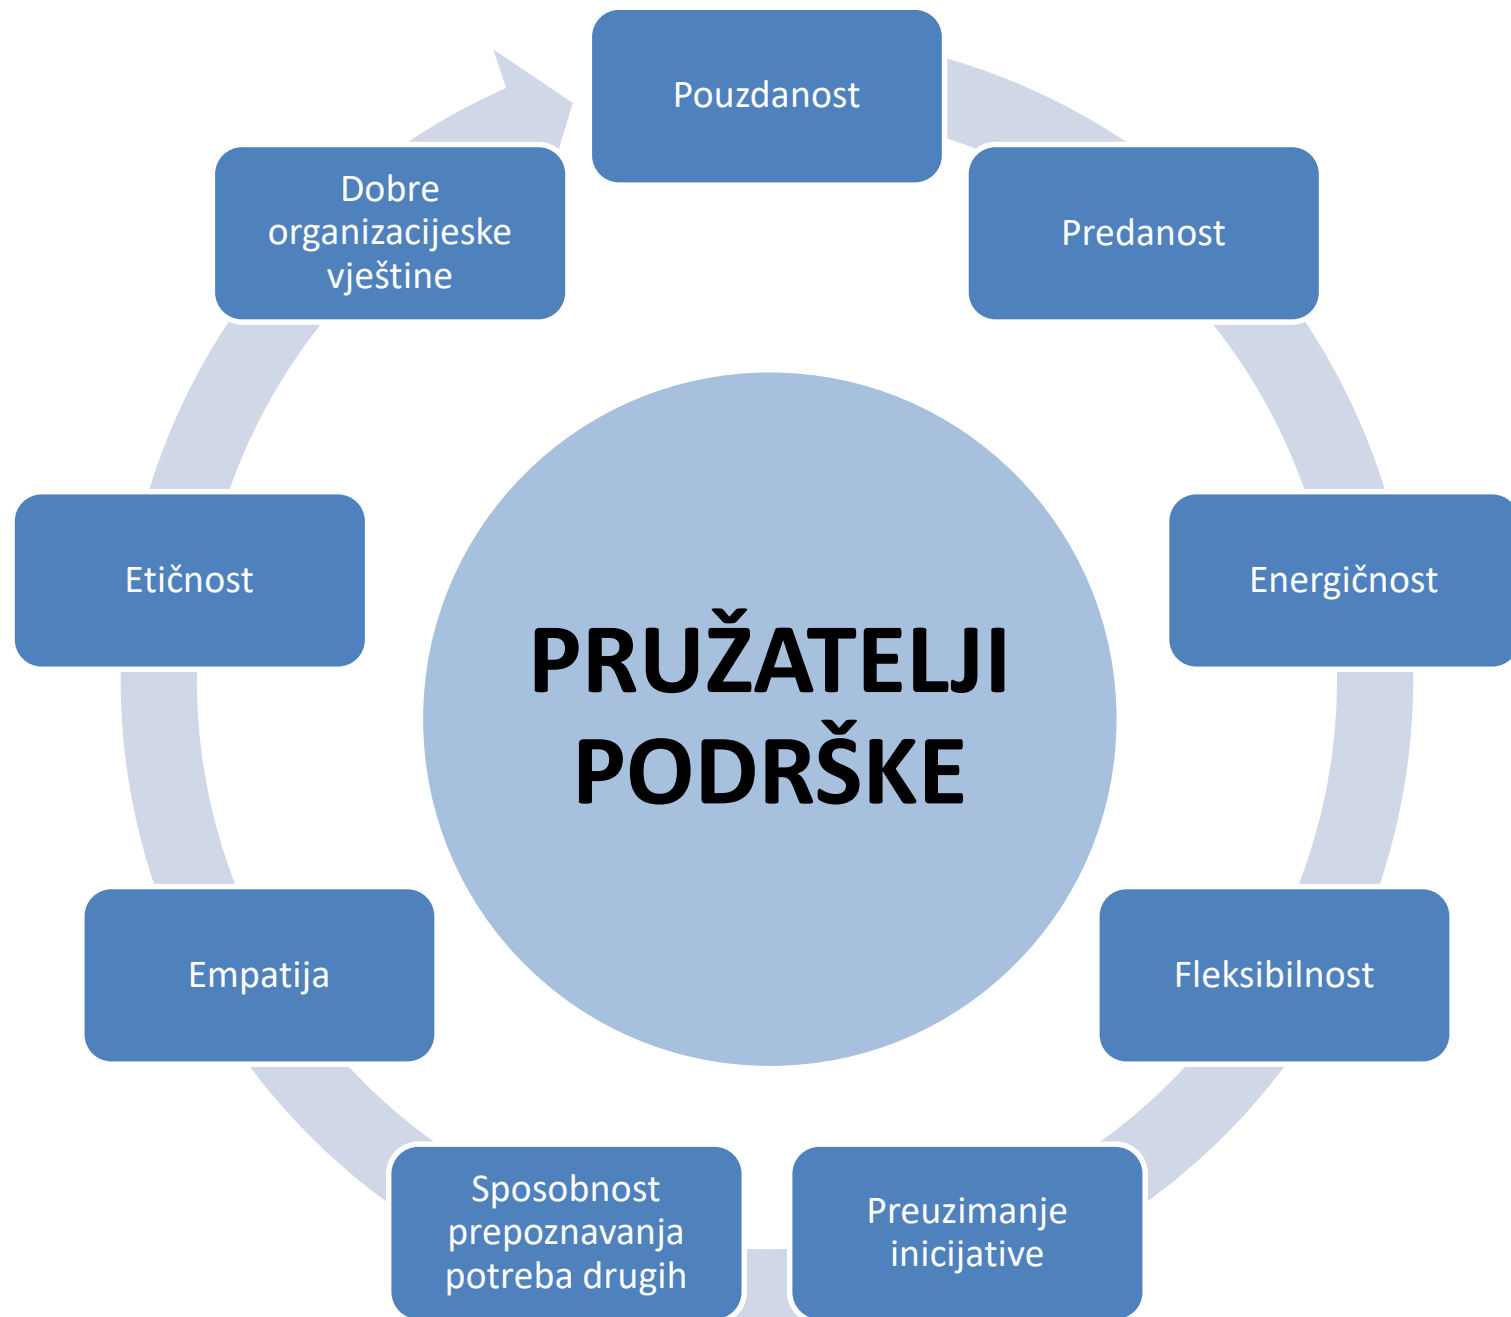 Pouzdanost
Predanost
Energičnost
Fleksibilnost
Preuzimanje
inicijative
Sposobnost
prepoznavanja
potreba drugih
Empatija
Etičnost
Dobre
organizacijeske
vještine
PRUŽATELJI
PODRŠKE